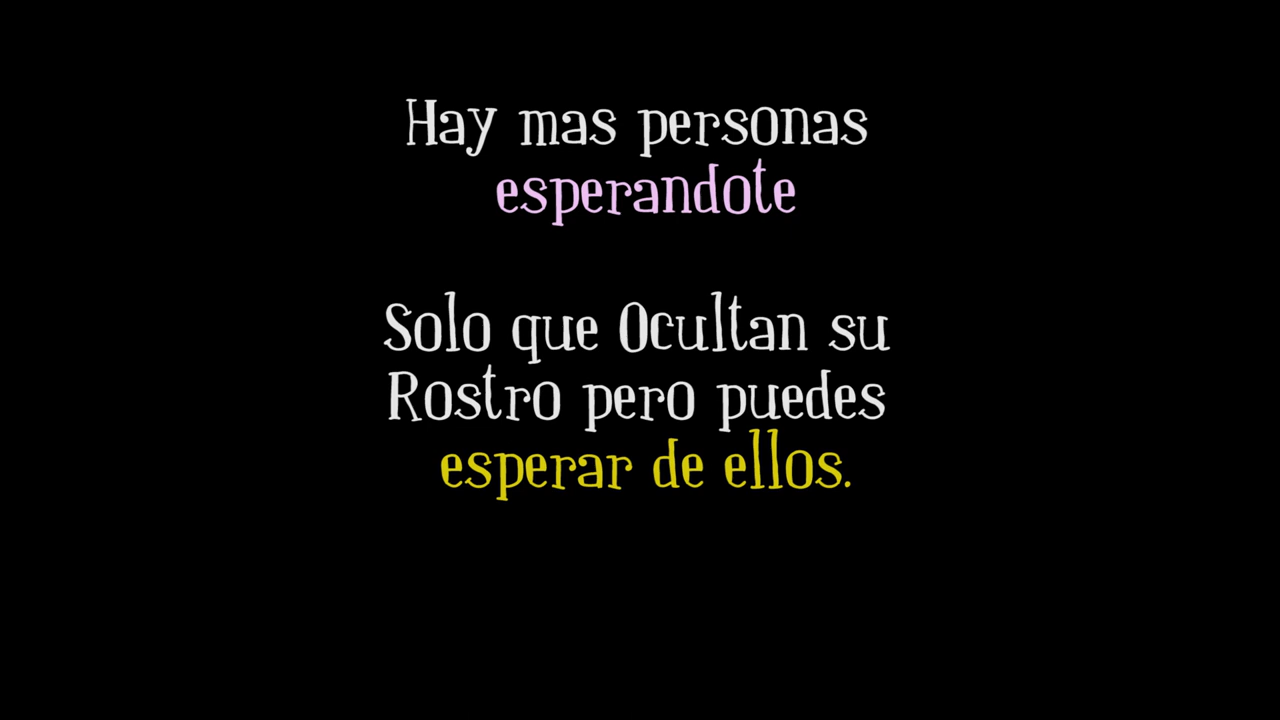 Hay mas personas
esperandote
Solo que Ocultan su
Rostro pero puedes
esperar de ellos.